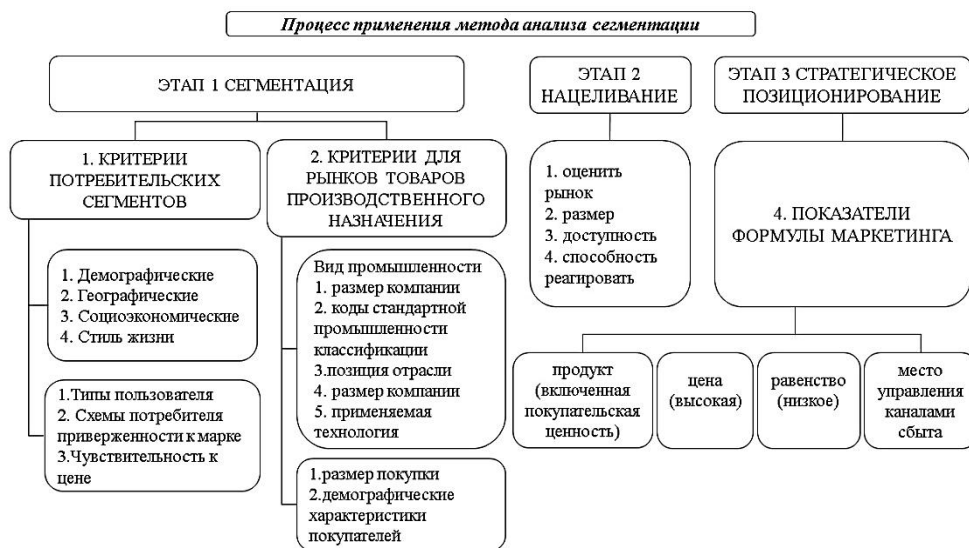 Процесс применения метода анализа сегментации
ЭТАП 1 СЕГМЕНТАЦИЯ
1. КРИТЕРИИ
ПОТРЕБИТЕЛЬСКИХ
СЕГМЕНТОВ
1. Демографические
2. Географические
3. Социоэкономические
4. Стиль жизни
1.Типы пользователя
2. Схемы потребителя
приверженности к марке
3.Чувствительность к
цене
2. КРИТЕРИИ ДЛЯ
РЫНКОВ ТОВАРОВ
ПРОИЗВОДСТВЕННОГО
НАЗНАЧЕНИЯ
Вид промышленности
1. размер компании
2. коды стандартной
промышленности
классификации
3.позиция отрасли
4. размер компании
5. применяемая
технология
1.размер покупки
2.демографические
характеристики
покупателей
ЭТАП 2
НАЦЕЛИВАНИЕ
1. оценить
рынок
2. размер
3. доступность
4. способность
реагировать
ЭТАП 3 СТРАТЕГИЧЕСКОЕ
ПОЗИЦИОНИРОВАНИЕ
4. ПОКАЗАТЕЛИ
ФОРМУЛЫ МАРКЕТИНГА
продукт
(включенная
покупательская
ценность)
цена
(высокая)
равенство
(низкое)
место
управления
каналами
сбыта